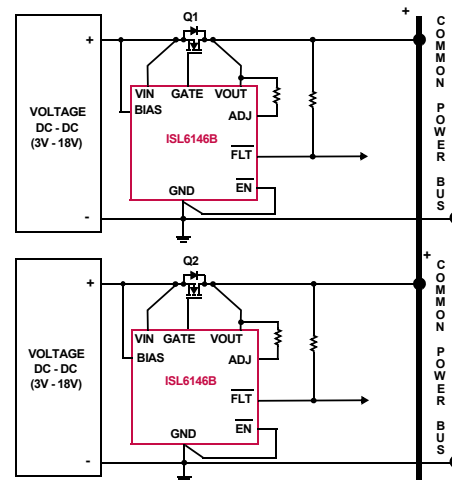 Q1
+
+
VOLTAGE
DC - DC
(3V - 18V)
-
VIN
GATE
VOUT
BIAS
ADJ
ISL6146B
FLT
GND
EN
COMMON POWER BUS
Q2
+
+
VOLTAGE
DC - DC
(3V - 18V)
-
VIN
GATE
VOUT
BIAS
ADJ
ISL6146B
FLT
GND
EN
COMMON POWER BUS